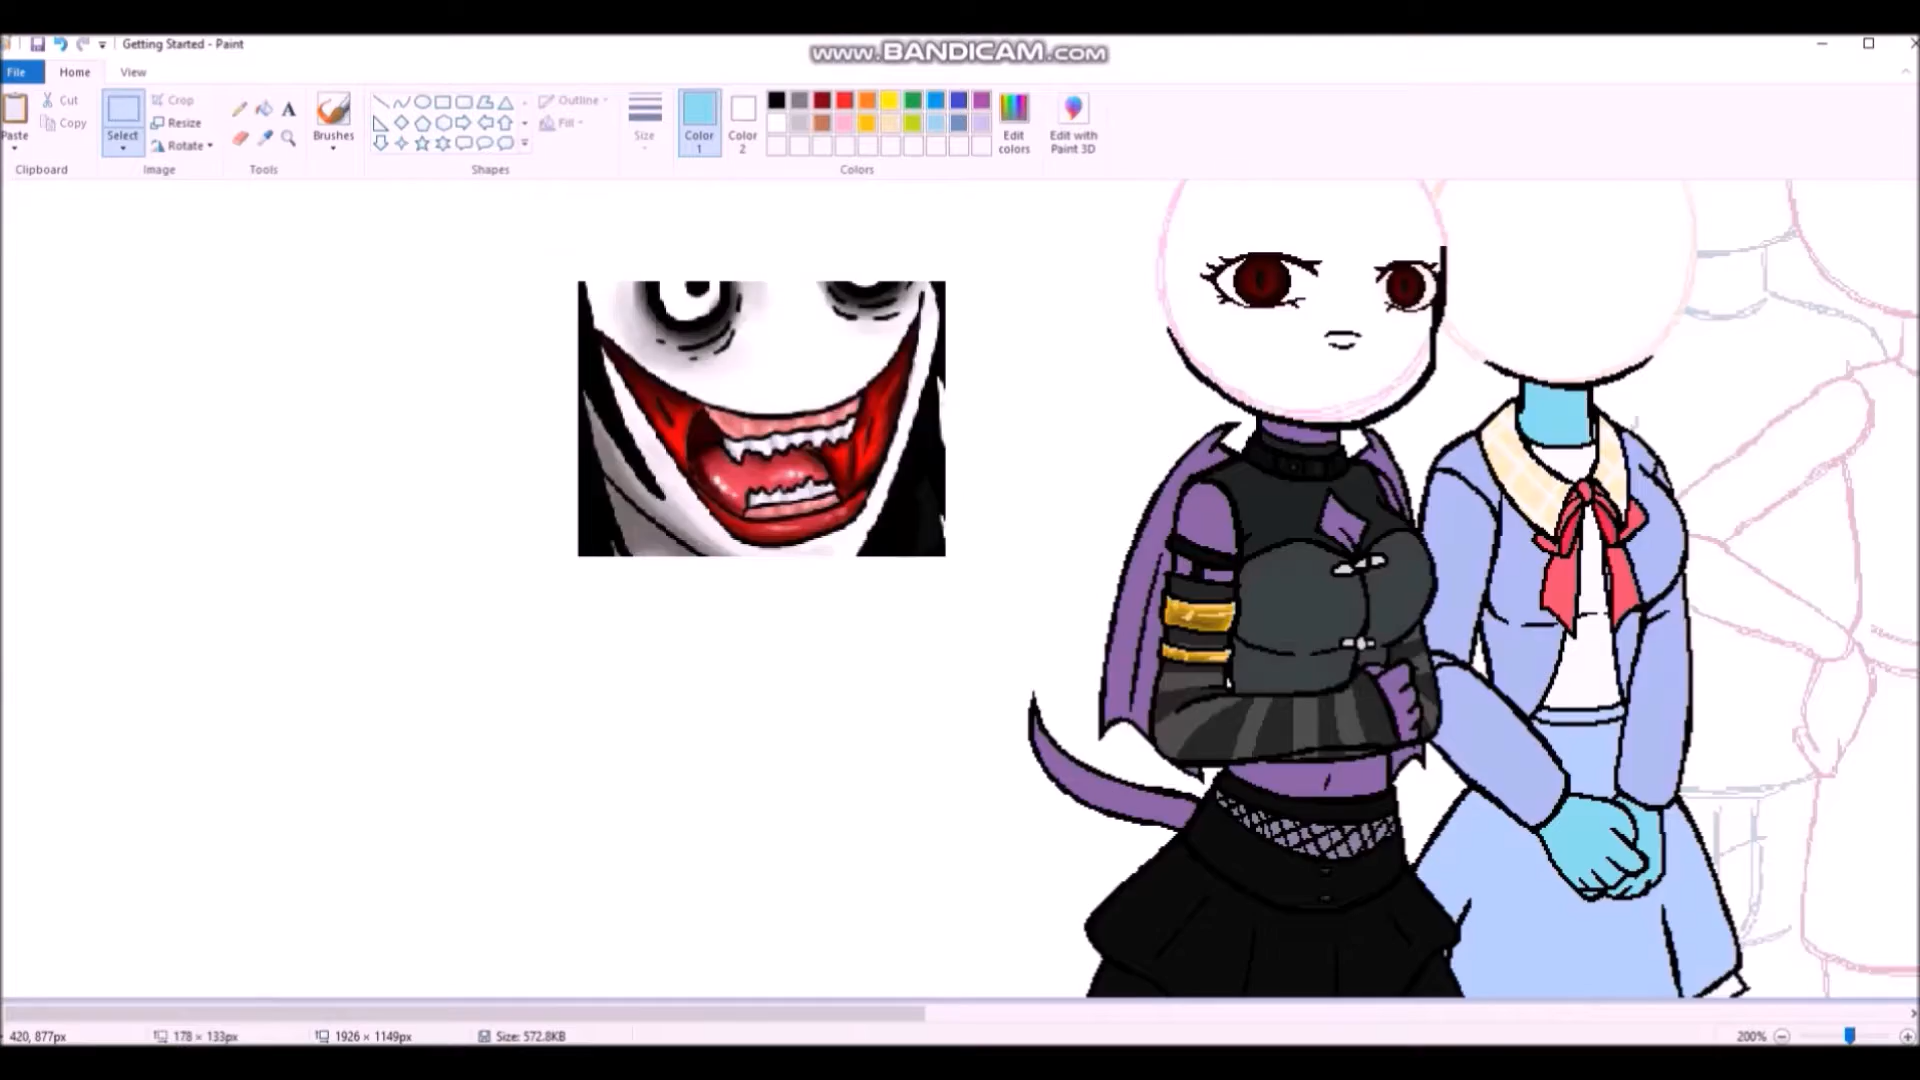 Getting Started - Paint
www.BANDICAM.com
File
Home
View
Paste
Cut
Copy
Clipboard
Select
Crop
Resize
Rotate
Image
Tools
Brushes
Shapes
Outline
Fill
Size
Color 1
Color 2
Colors
Edit colors
Edit with Paint 3D
420, 877px
178 × 133px
1926 × 1149px
Size: 572.8KB
200%